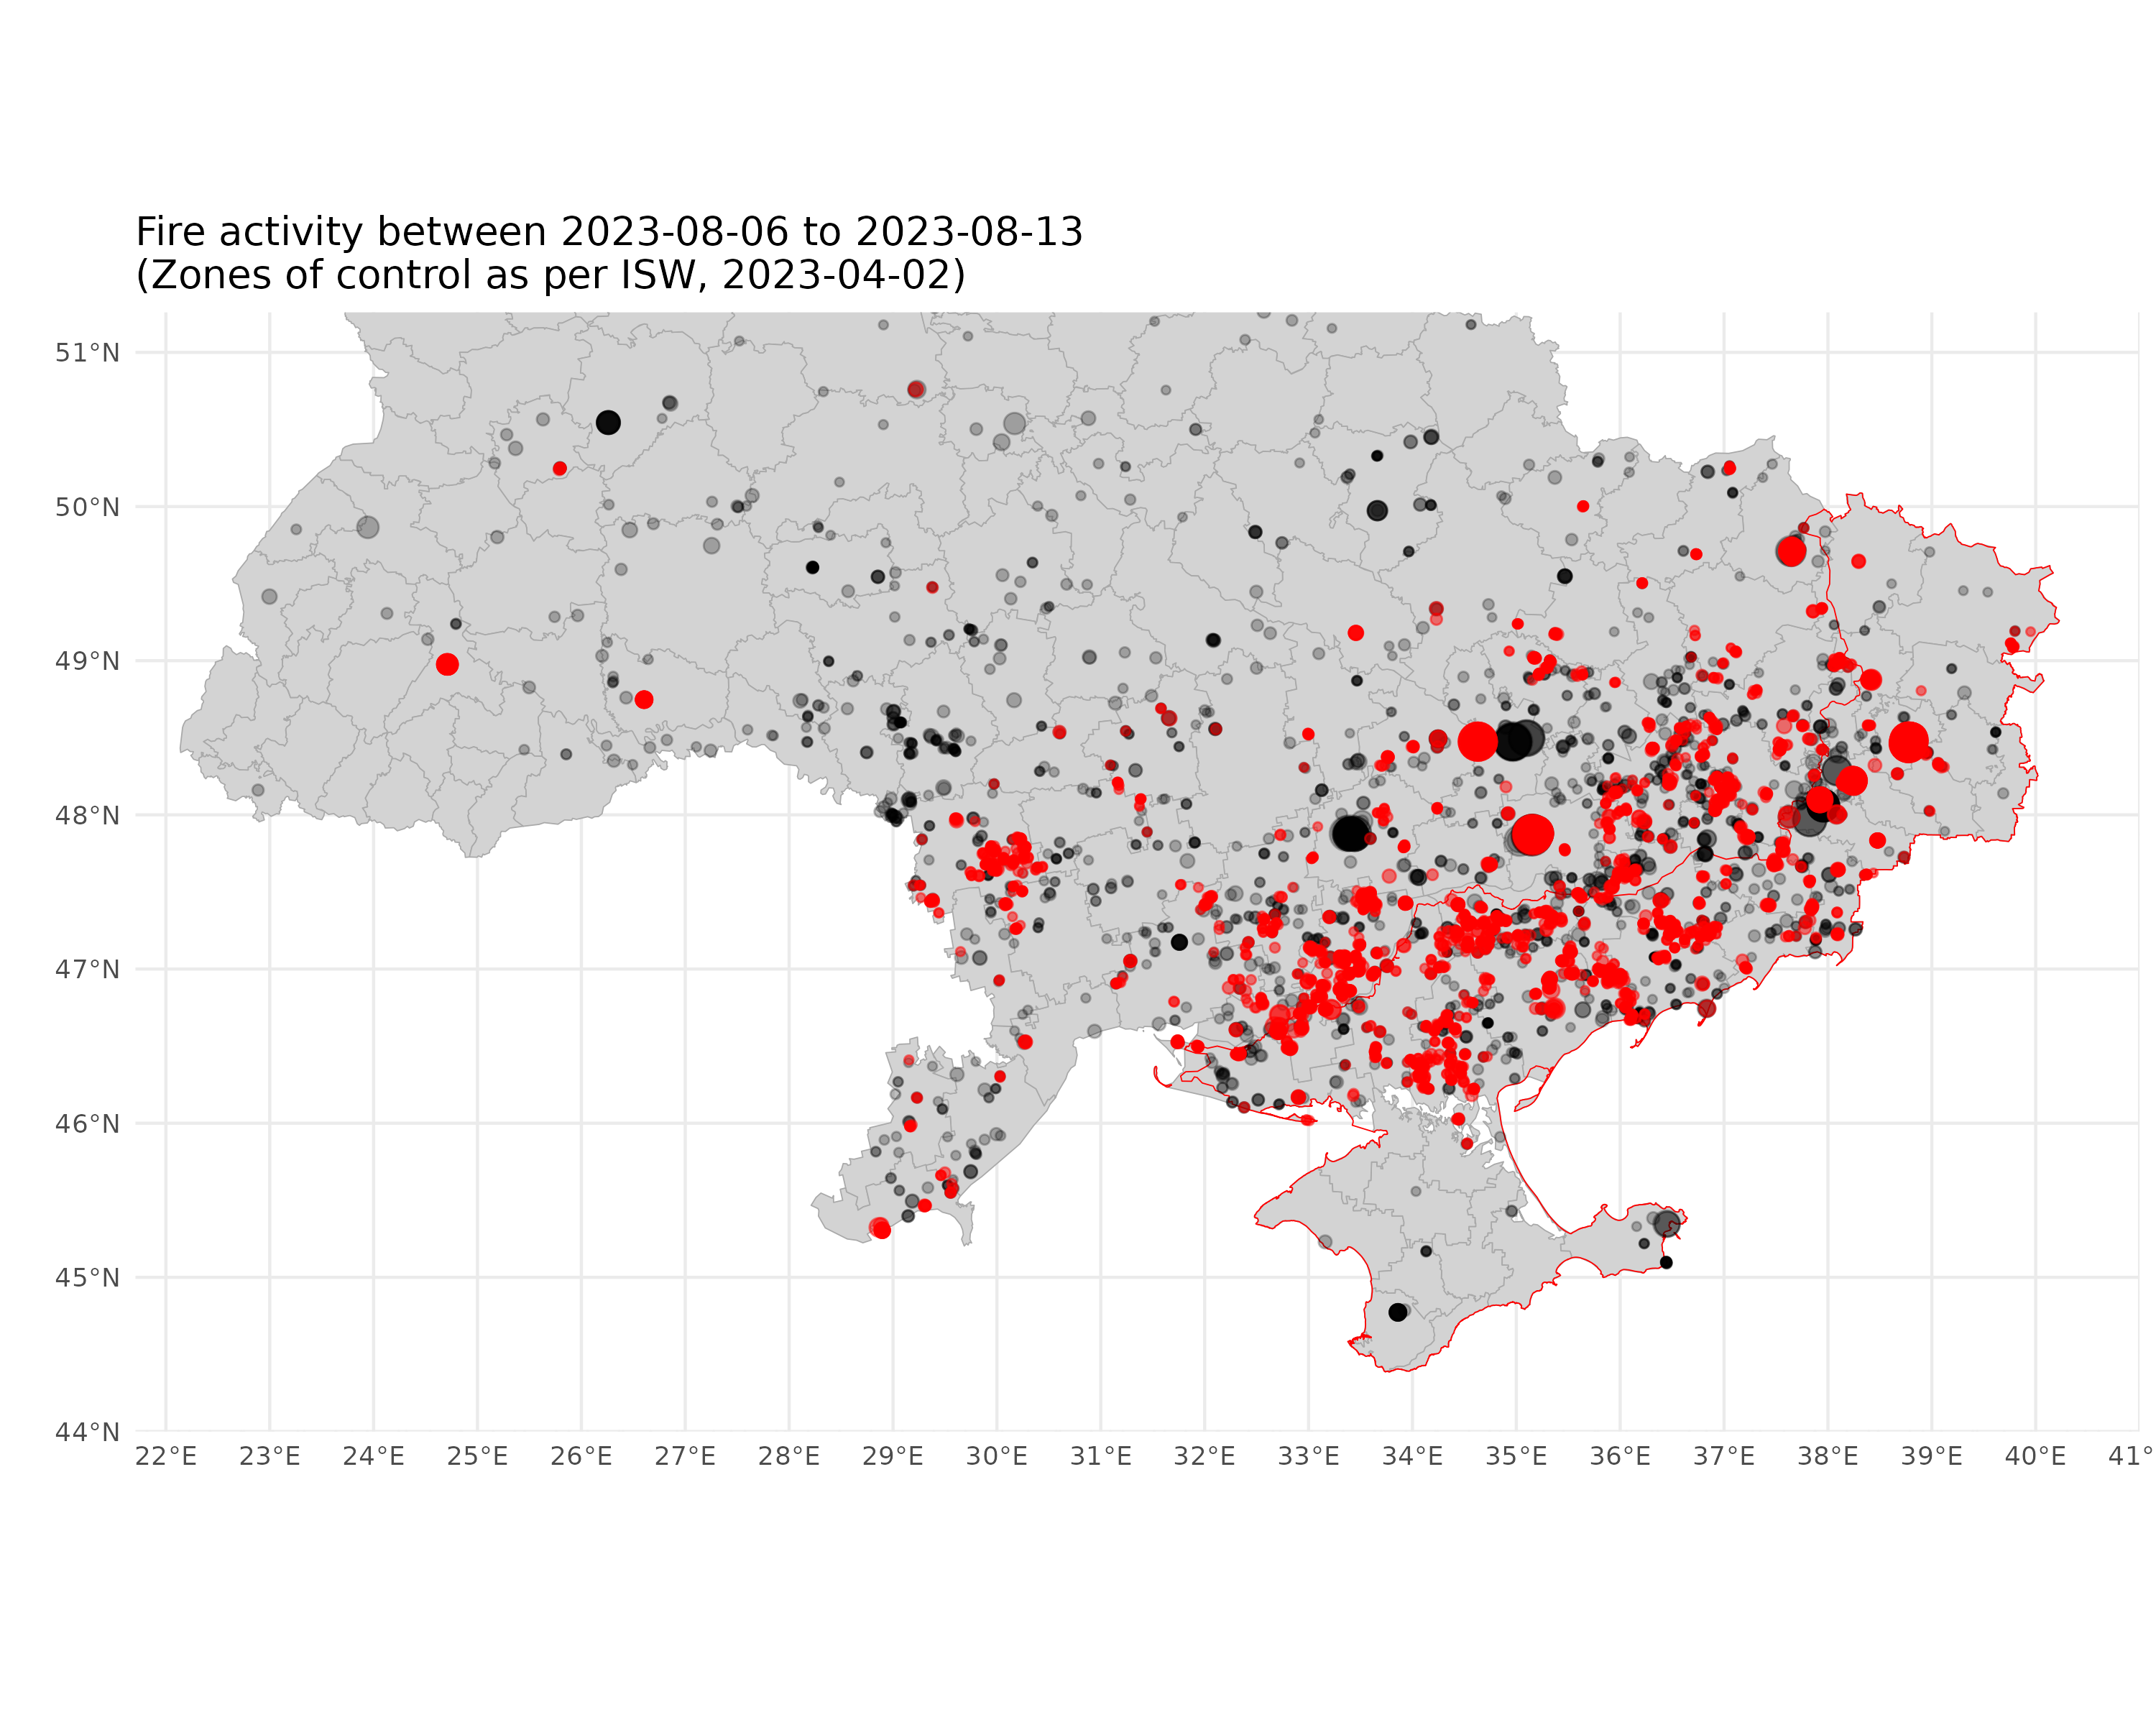 Fire activity between 2023-08-06 to 2023-08-13
(Zones of control as per ISW, 2023-04-02)
51°N
50°N
49°N
48°N
47°N
46°N
45°N
44°N
22°E 23°E 24°E 25°E 26°E 27°E 28°E 29°E 30°E 31°E 32°E 33°E 34°E 35°E 36°E 37°E 38°E 39°E 40°E 41°